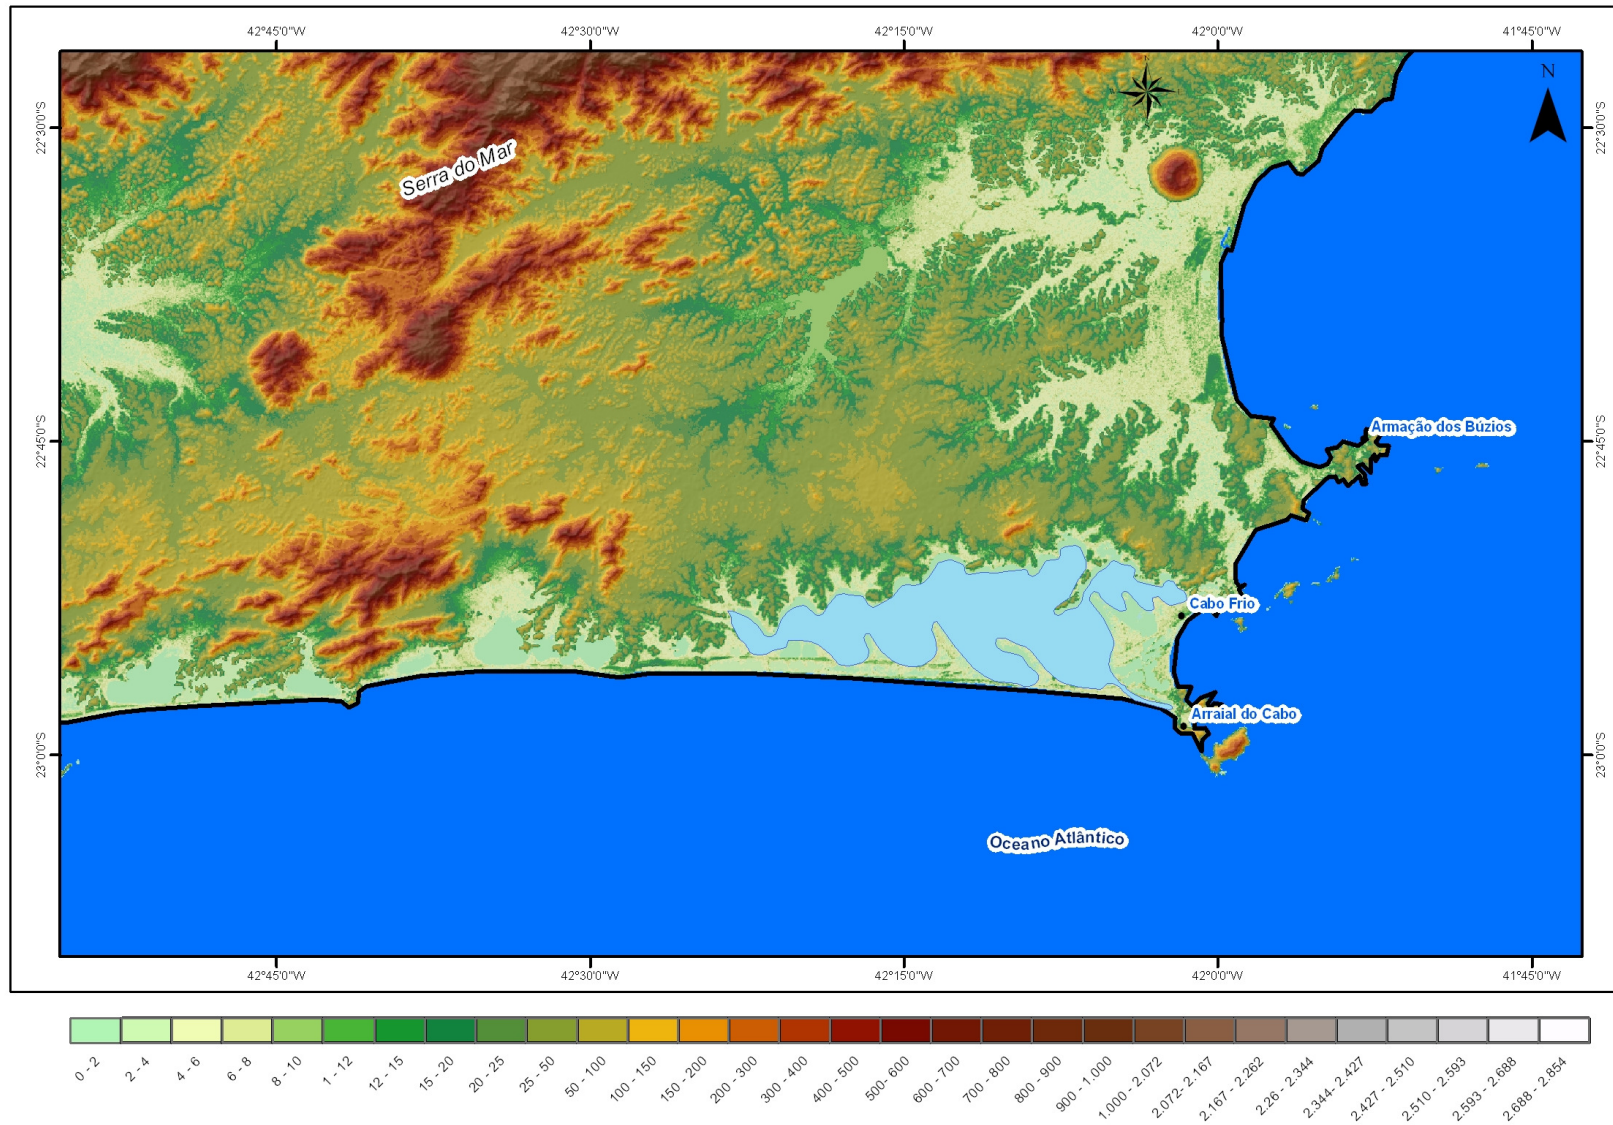 42°45'0"W 42°30'0"W 42°15'0"W 42°0'0"W 41°45'0"W
N
22°30'0"S 22°30'0"S
Serra do Mar
22°45'0"S 22°45'0"S
Armação dos Búzios
Cabo Frio
Arraial do Cabo
23°0'0"S 23°0'0"S
Oceano Atlântico
42°45'0"W 42°30'0"W 42°15'0"W 42°0'0"W 41°45'0"W
0 - 2
2 - 4
4 - 6
6 - 8
8 - 10
1 - 12
12 - 15
15 - 20
20 - 25
25 - 50
50 - 100
100 - 150
150 - 200
200 - 300
300 - 400
400 - 500
500- 600
600 - 700
700 - 800
800 - 900
900 - 1.000
1.000 - 2.072
2.072- 2.167
2.167 - 2.262
2.26 - 2.344
2.344- 2.427
2.427 - 2.510
2.510 - 2.593
2.593 - 2.688
2.688 - 2.854